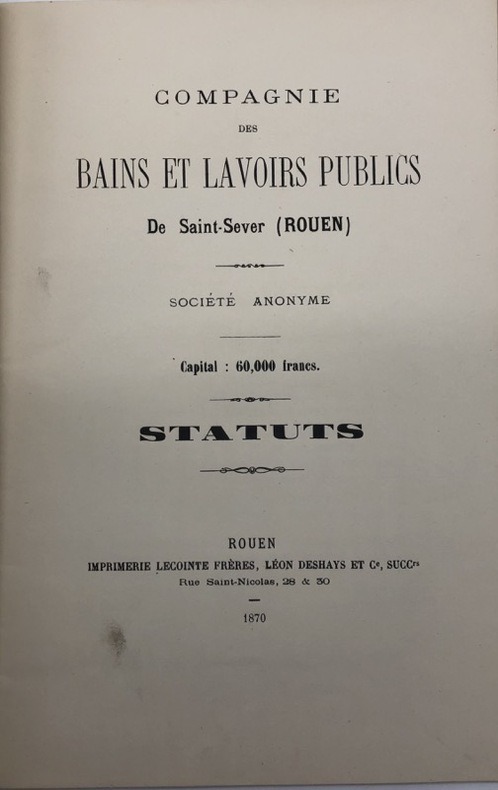 COMPAGNIE
DES
BAINS ET LAVOIRS PUBLICS
De Saint-Sever (ROUEN)
SOCIÉTÉ ANONYME
Capital : 60,000 francs.
STATUTS
ROUEN
IMPRIMERIE LECOINTE FRÈRES, LÉON DESHAYS ET Cᵉ, SUCCʳˢ
Rue Saint-Nicolas, 28 & 30
1870